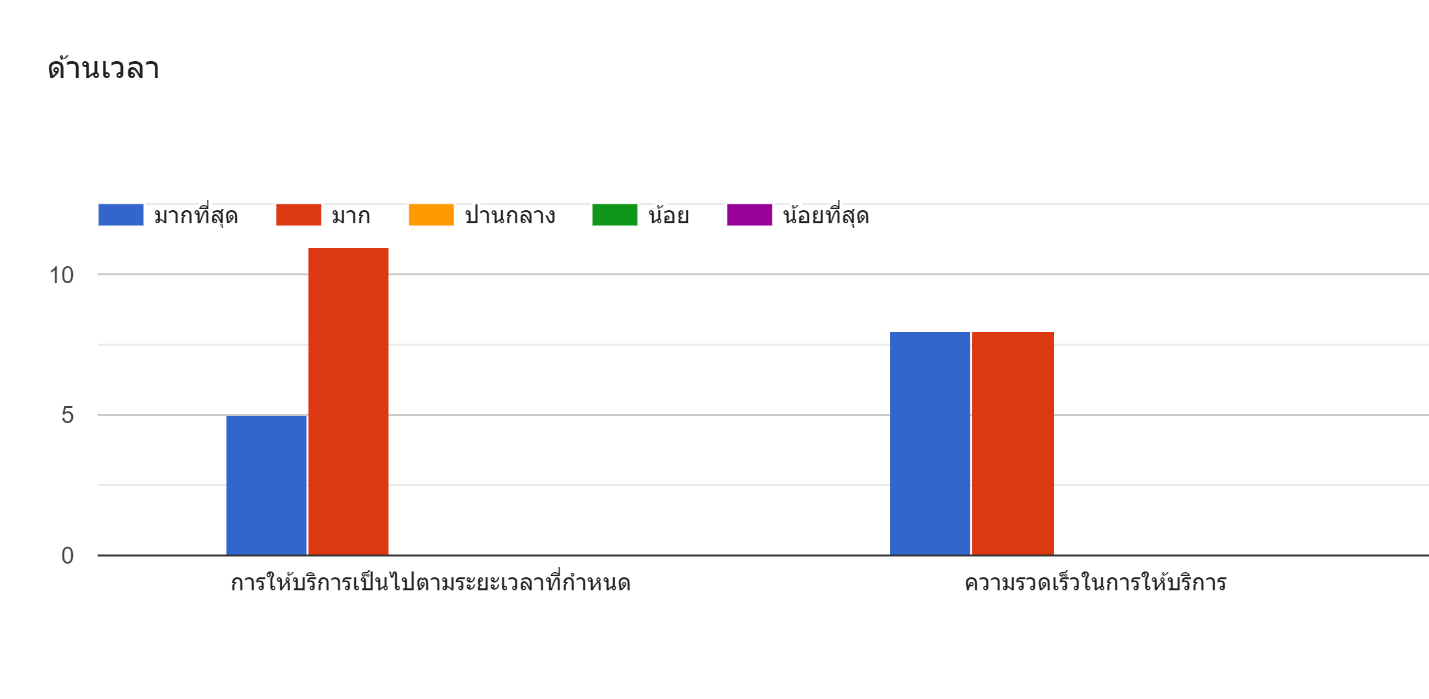 ด้านเวลา
มากที่สุด มาก ปานกลาง น้อย น้อยที่สุด
10
5
0
การให้บริการเป็นไปตามระยะเวลาที่กำหนด ความรวดเร็วในการให้บริการ